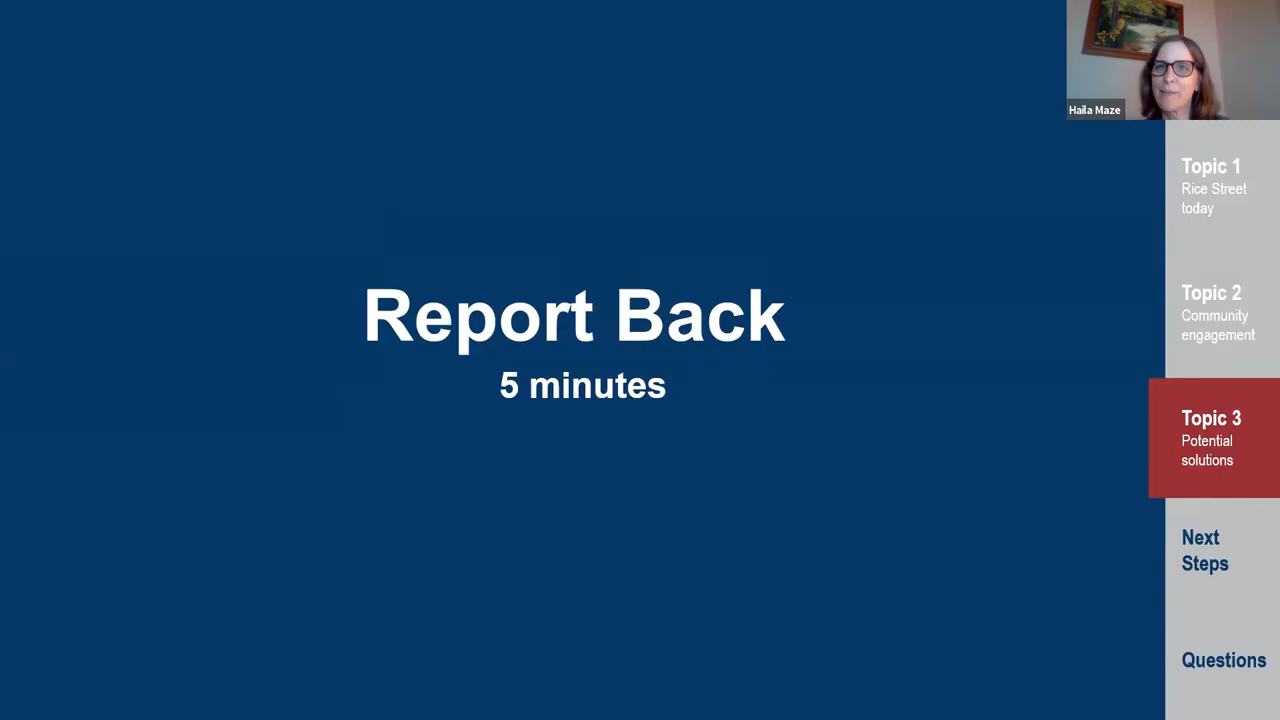 Report Back
5 minutes
Haila Maze
Topic 1
Rice Street
today
Topic 2
Community
engagement
Topic 3
Potential
solutions
Next
Steps
Questions